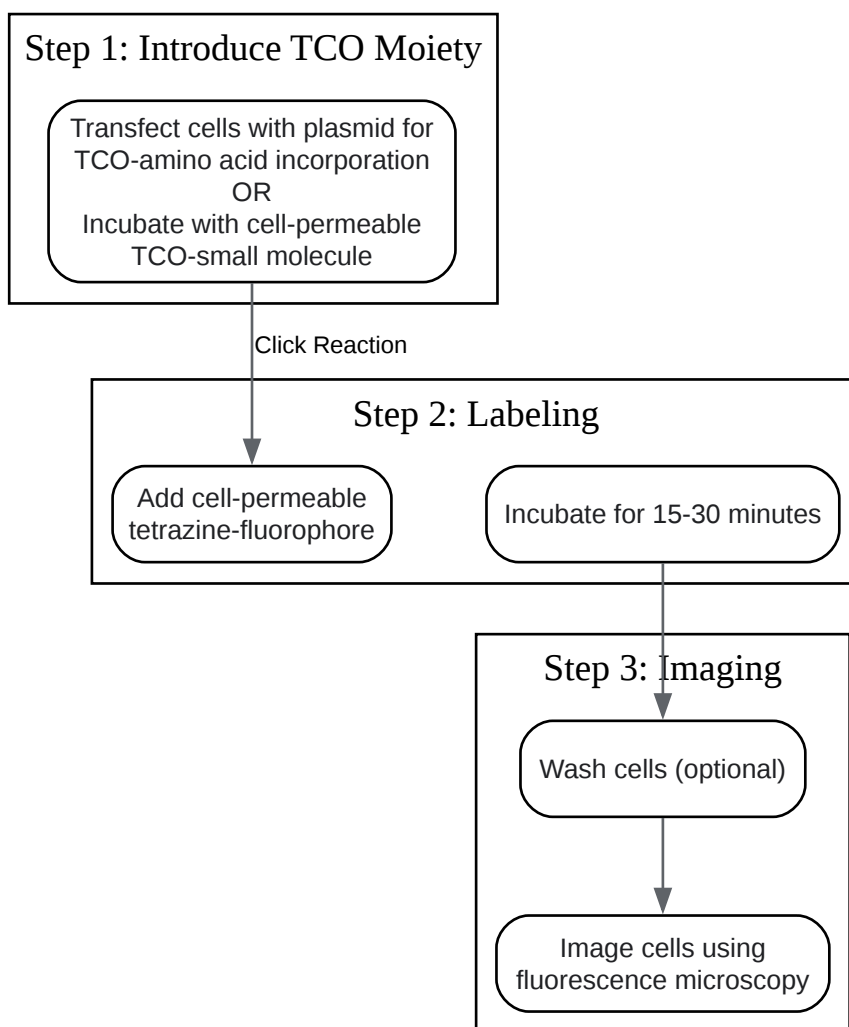 Step 1: Introduce TCO Moiety
Transfect cells with plasmid for
TCO-amino acid incorporation
OR
Incubate with cell-permeable
TCO-small molecule
Click Reaction
Step 2: Labeling
Add cell-permeable
tetrazine-fluorophore
Incubate for 15-30 minutes
Step 3: Imaging
Wash cells (optional)
Image cells using
fluorescence microscopy